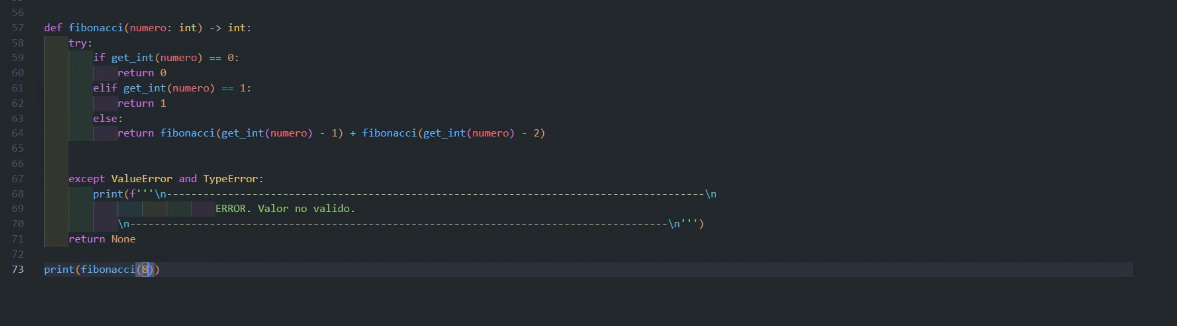 56
57 def fibonacci(numero: int) -> int:
58 try:
59 if get_int(numero) == 0:
60 return 0
61 elif get_int(numero) == 1:
62 return 1
63 else:
64 return fibonacci(get_int(numero) - 1) + fibonacci(get_int(numero) - 2)
65
66
67 except ValueError and TypeError:
68 print(f'''\n----------------------------------------------------------------------------------------\n
69 ERROR. Valor no valido.
70 \n----------------------------------------------------------------------------------------\n''')
71 return None
72
73 print(fibonacci(8))